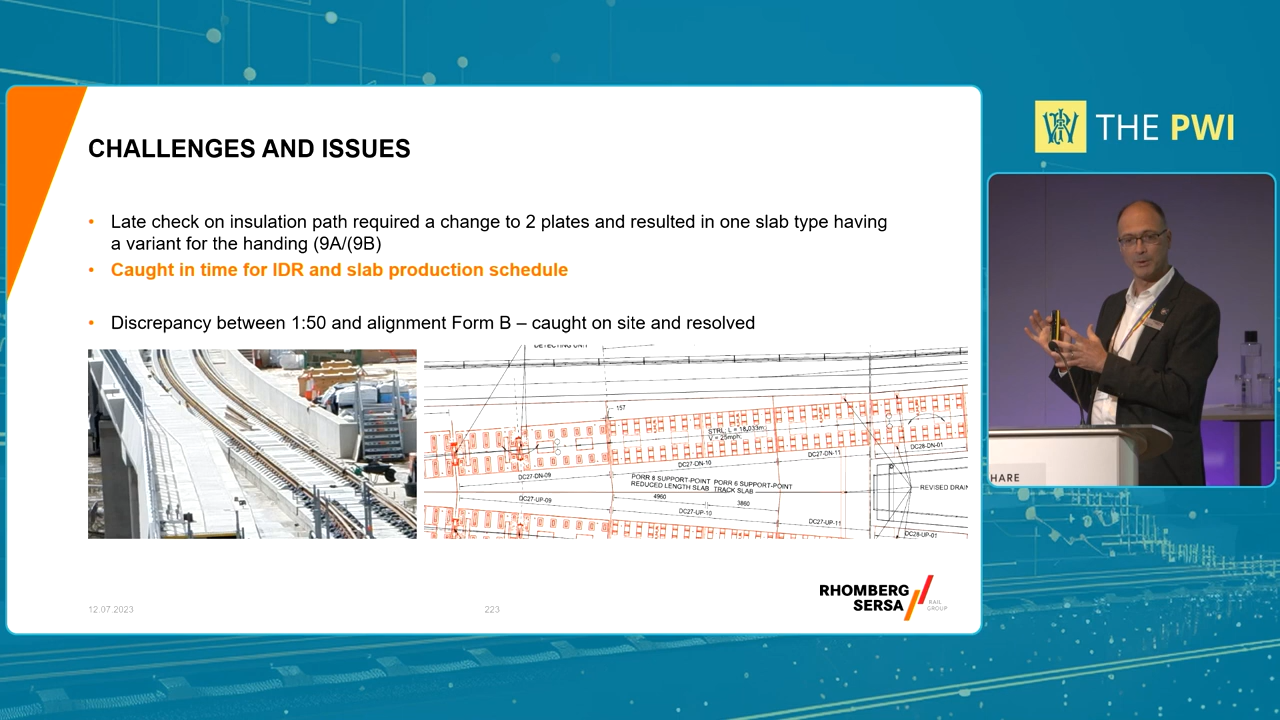 THE PWI
CHALLENGES AND ISSUES
• Late check on insulation path required a change to 2 plates and resulted in one slab type having
a variant for the handing (9A/(9B)
• Caught in time for IDR and slab production schedule
• Discrepancy between 1:50 and alignment Form B – caught on site and resolved
DETECTING UNIT
157
STRL; L = 18.033m;
V = 25mph;
DC27-DN-09
DC27-DN-10
DC27-DN-11
DC28-DN-01
PORR 8 SUPPORT-POINT
REDUCED LENGTH SLAB
PORR 6 SUPPORT-POINT
TRACK SLAB
REVISED DRAIN
4960
3860
DC27-UP-09
DC27-UP-10
DC27-UP-11
DC28-UP-01
HARE
RHOMBERG
SERSA
RAIL
GROUP
12.07.2023
223